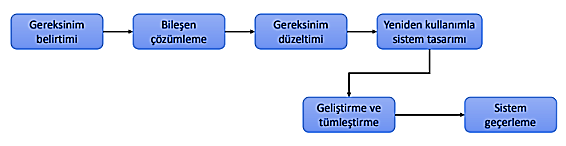 Gereksinim
belirtimi
Bileşen
çözümleme
Gereksinim
düzeltimi
Yeniden kullanımla
sistem tasarımı
Geliştirme ve
tümleştirme
Sistem
geçerleme